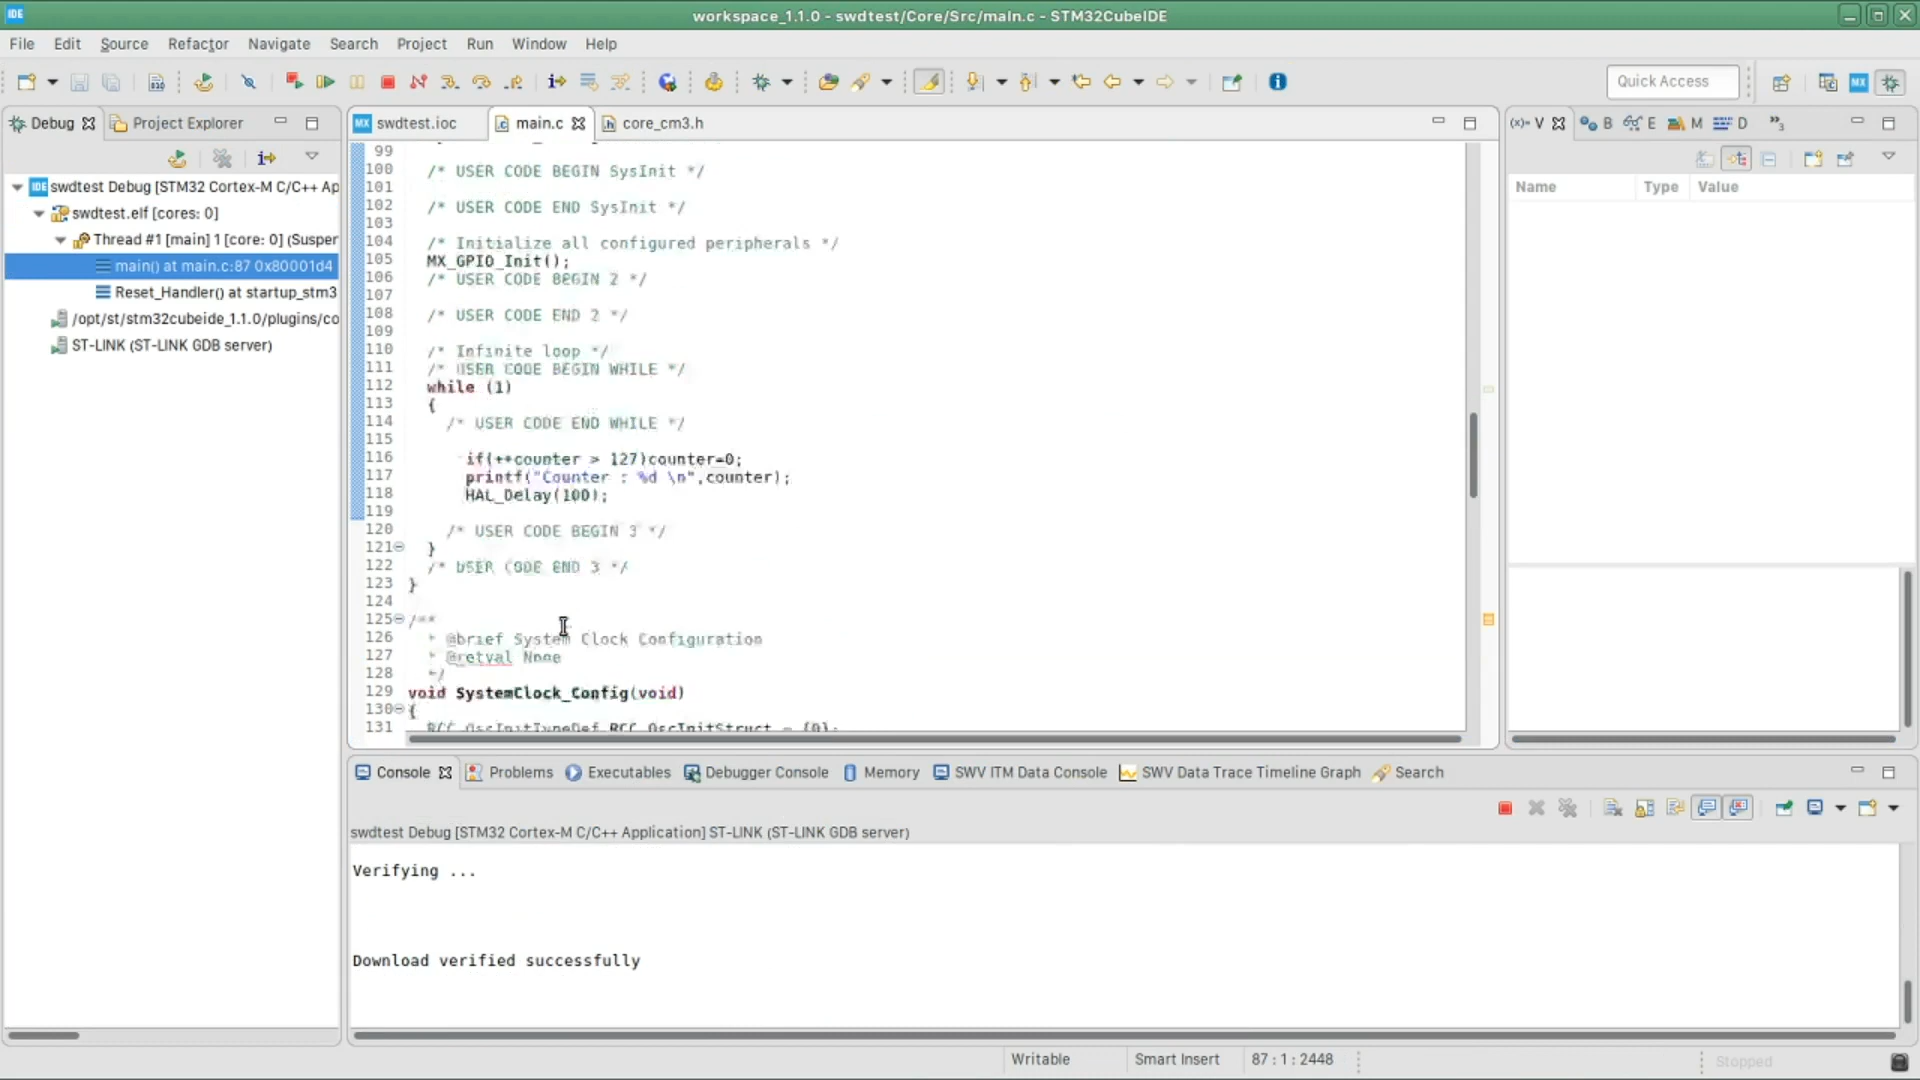 IDE
workspace_1.1.0 - swdtest/Core/Src/main.c - STM32CubeIDE
File Edit Source Refactor Navigate Search Project Run Window Help
Quick Access
MX
Debug
Project Explorer
MX swdtest.ioc
main.c
core_cm3.h
(x)= V
B
E
M
D
»3
IDE swdtest Debug [STM32 Cortex-M C/C++ Ap
swdtest.elf [cores: 0]
Thread #1 [main] 1 [core: 0] (Susper
main() at main.c:87 0x80001d4
Reset_Handler() at startup_stm3
/opt/st/stm32cubeide_1.1.0/plugins/co
ST-LINK (ST-LINK GDB server)
99
100 /* USER CODE BEGIN SysInit */
101
102 /* USER CODE END SysInit */
103
104 /* Initialize all configured peripherals */
105 MX_GPIO_Init();
106 /* USER CODE BEGIN 2 */
107
108 /* USER CODE END 2 */
109
110 /* Infinite loop */
111 /* USER CODE BEGIN WHILE */
112 while (1)
113 {
114 /* USER CODE END WHILE */
115
116 if(++counter > 127)counter=0;
117 printf("Counter : %d \n",counter);
118 HAL_Delay(100);
119
120 /* USER CODE BEGIN 3 */
121 }
122 /* USER CODE END 3 */
123 }
124
125 /**
126 * @brief System Clock Configuration
127 * @retval None
128 */
129 void SystemClock_Config(void)
130 {
131 RCC_OscInitTypeDef RCC_OscInitStruct = {0};
Name Type Value
Console
Problems
Executables
Debugger Console
Memory
SWV ITM Data Console
SWV Data Trace Timeline Graph
Search
swdtest Debug [STM32 Cortex-M C/C++ Application] ST-LINK (ST-LINK GDB server)
Verifying ...
Download verified successfully
Writable
Smart Insert
87 : 1 : 2448
Stopped